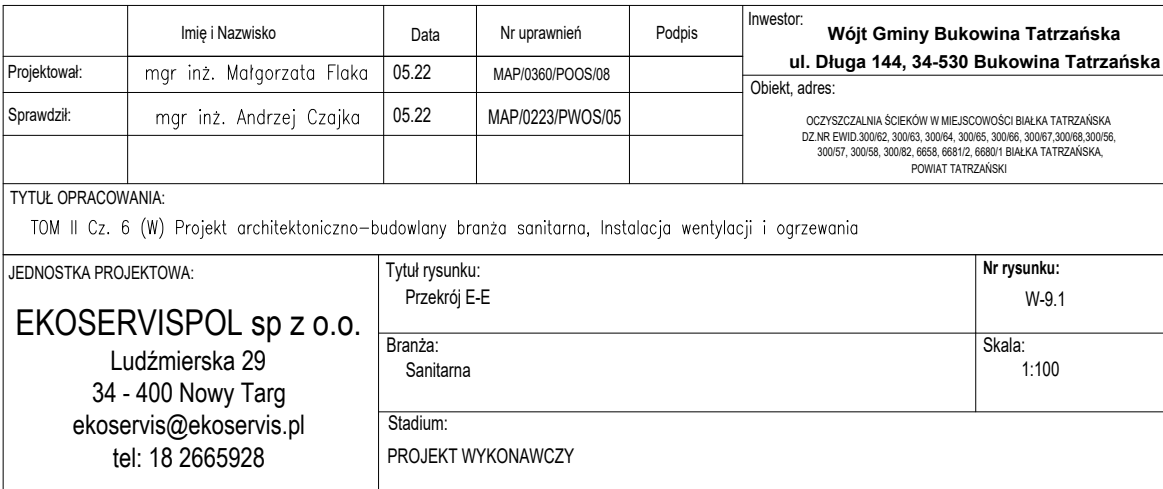 Imię i Nazwisko Data Nr uprawnień Podpis
Projektował: mgr inż. Małgorzata Flaka 05.22 MAP/0360/POOS/08
Sprawdził: mgr inż. Andrzej Czajka 05.22 MAP/0223/PWOS/05
Inwestor:
Wójt Gminy Bukowina Tatrzańska
ul. Długa 144, 34-530 Bukowina Tatrzańska
Obiekt, adres:
OCZYSZCZALNIA ŚCIEKÓW W MIEJSCOWOŚCI BIAŁKA TATRZAŃSKA
DZ.NR EWID.300/62, 300/63, 300/64, 300/65, 300/66, 300/67,300/68,300/56,
300/57, 300/58, 300/82, 6658, 6681/2, 6680/1 BIAŁKA TATRZAŃSKA,
POWIAT TATRZAŃSKI
TYTUŁ OPRACOWANIA:
TOM II Cz. 6 (W) Projekt architektoniczno-budowlany branża sanitarna, Instalacja wentylacji i ogrzewania
JEDNOSTKA PROJEKTOWA:
EKOSERVISPOL sp z o.o.
Ludźmierska 29
34 - 400 Nowy Targ
ekoservis@ekoservis.pl
tel: 18 2665928
Tytuł rysunku:
Przekrój E-E
Nr rysunku:
W-9.1
Branża:
Sanitarna
Skala:
1:100
Stadium:
PROJEKT WYKONAWCZY